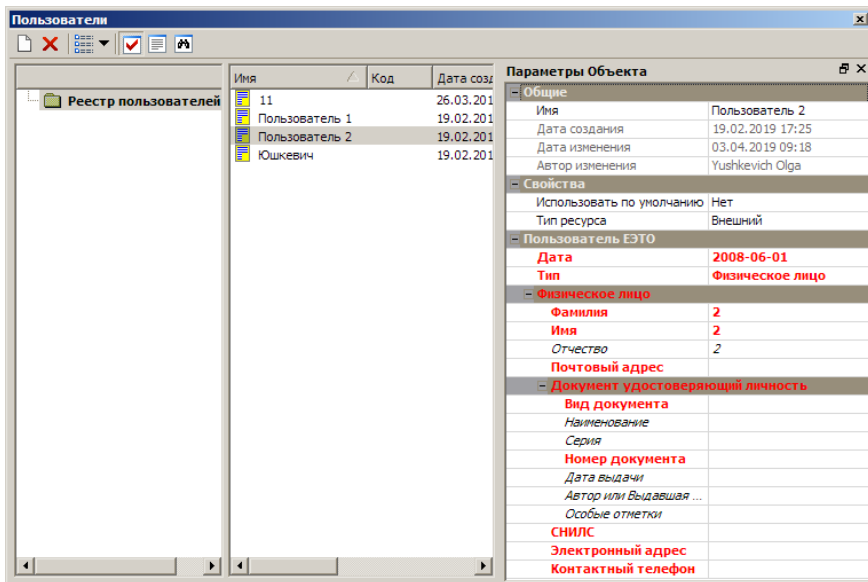 Пользователи
Реестр пользователей
Имя Код Дата созд
11 26.03.201
Пользователь 1 19.02.201
Пользователь 2 19.02.201
Юшкевич 19.02.201
Параметры Объекта
Общие
Имя Пользователь 2
Дата создания 19.02.2019 17:25
Дата изменения 03.04.2019 09:18
Автор изменения Yushkevich Olga
Свойства
Использовать по умолчанию Нет
Тип ресурса Внешний
Пользователь ЕЭТО
Дата 2008-06-01
Тип Физическое лицо
Физическое лицо
Фамилия 2
Имя 2
Отчество 2
Почтовый адрес
Документ удостоверяющий личность
Вид документа
Наименование
Серия
Номер документа
Дата выдачи
Автор или Выдавшая ...
Особые отметки
СНИЛС
Электронный адрес
Контактный телефон